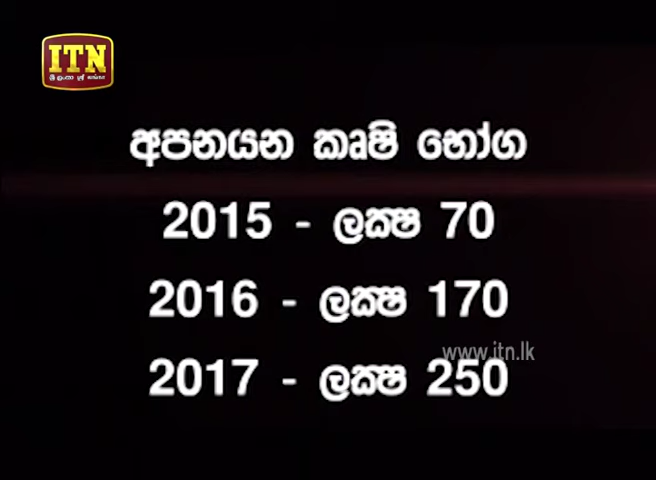 ITN
අපනයන කෘෂි භෝග
2015 - ලක්‍ෂ 70
2016 - ලක්‍ෂ 170
www.itn.lk
2017 - ලක්‍ෂ 250